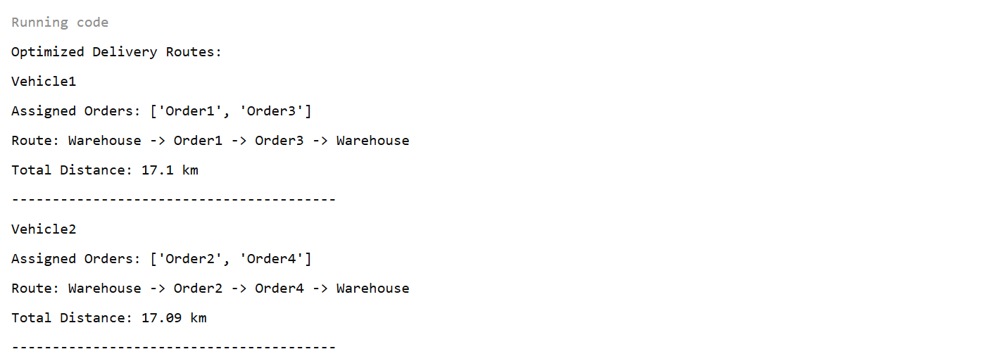 Running code
Optimized Delivery Routes:
Vehicle1
Assigned Orders: ['Order1', 'Order3']
Route: Warehouse -> Order1 -> Order3 -> Warehouse
Total Distance: 17.1 km
----------------------------------------
Vehicle2
Assigned Orders: ['Order2', 'Order4']
Route: Warehouse -> Order2 -> Order4 -> Warehouse
Total Distance: 17.09 km
----------------------------------------